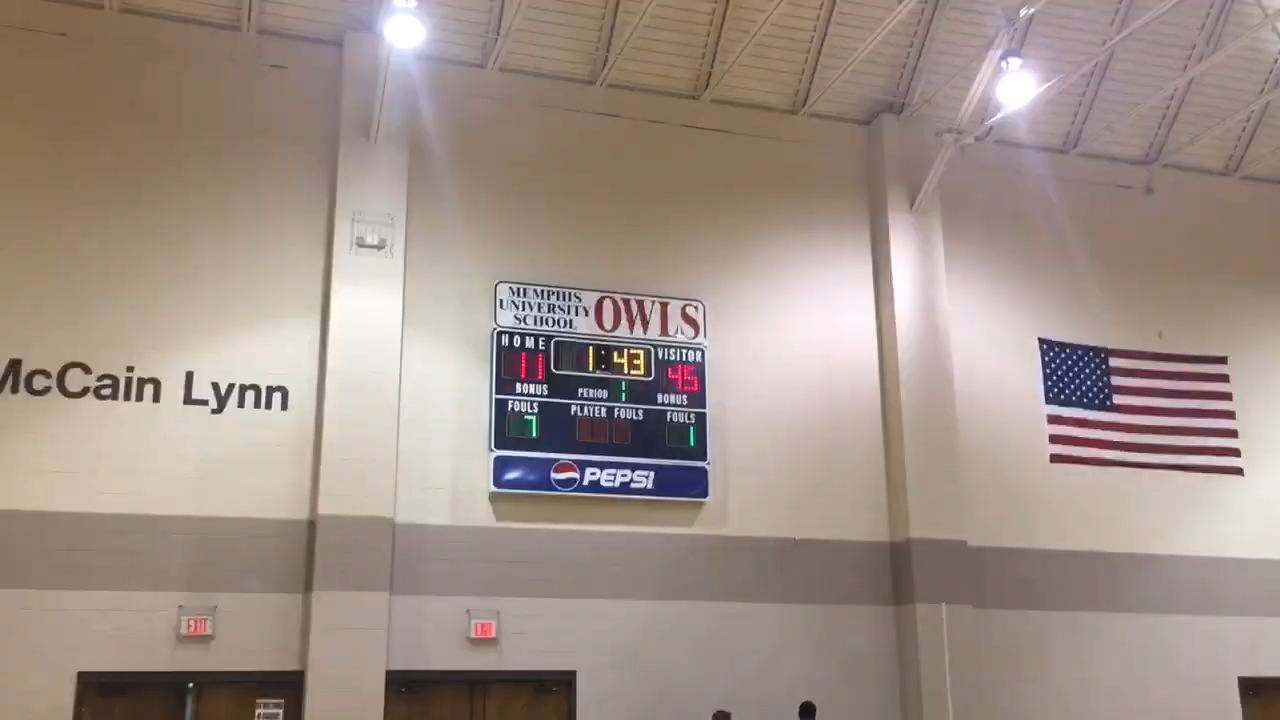 McCain Lynn
MEMPHIS
UNIVERSITY
SCHOOL
OWLS
HOME
1:43
VISITOR
11
45
BONUS
PERIOD 1
BONUS
FOULS
PLAYER FOULS
FOULS
7
1
PEPSI
EXIT
EXIT